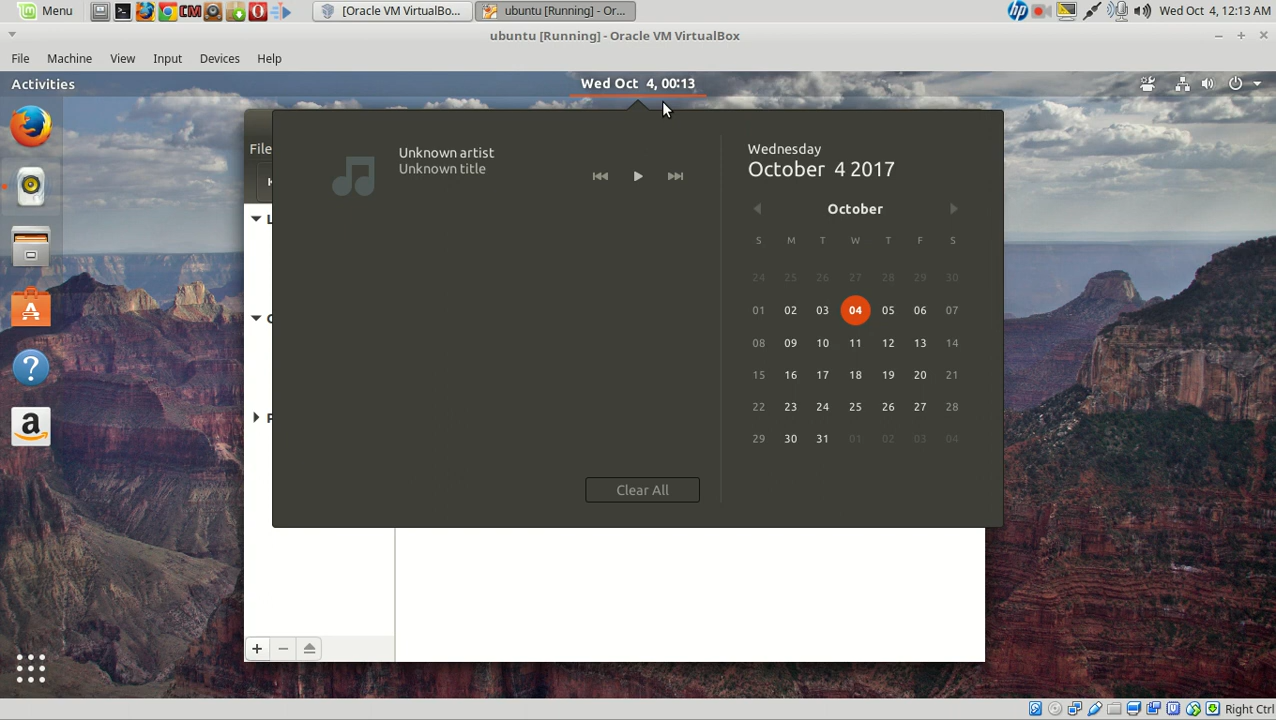 Menu
[Oracle VM VirtualBo...
ubuntu [Running] - Or...
Wed Oct 4, 12:13 AM
ubuntu [Running] - Oracle VM VirtualBox
File Machine View Input Devices Help
Activities
Wed Oct 4, 00:13
File
Unknown artist
Unknown title
Clear All
Wednesday
October 4 2017
October
S M T W T F S
24 25 26 27 28 29 30
01 02 03 04 05 06 07
08 09 10 11 12 13 14
15 16 17 18 19 20 21
22 23 24 25 26 27 28
29 30 31 01 02 03 04
Right Ctrl